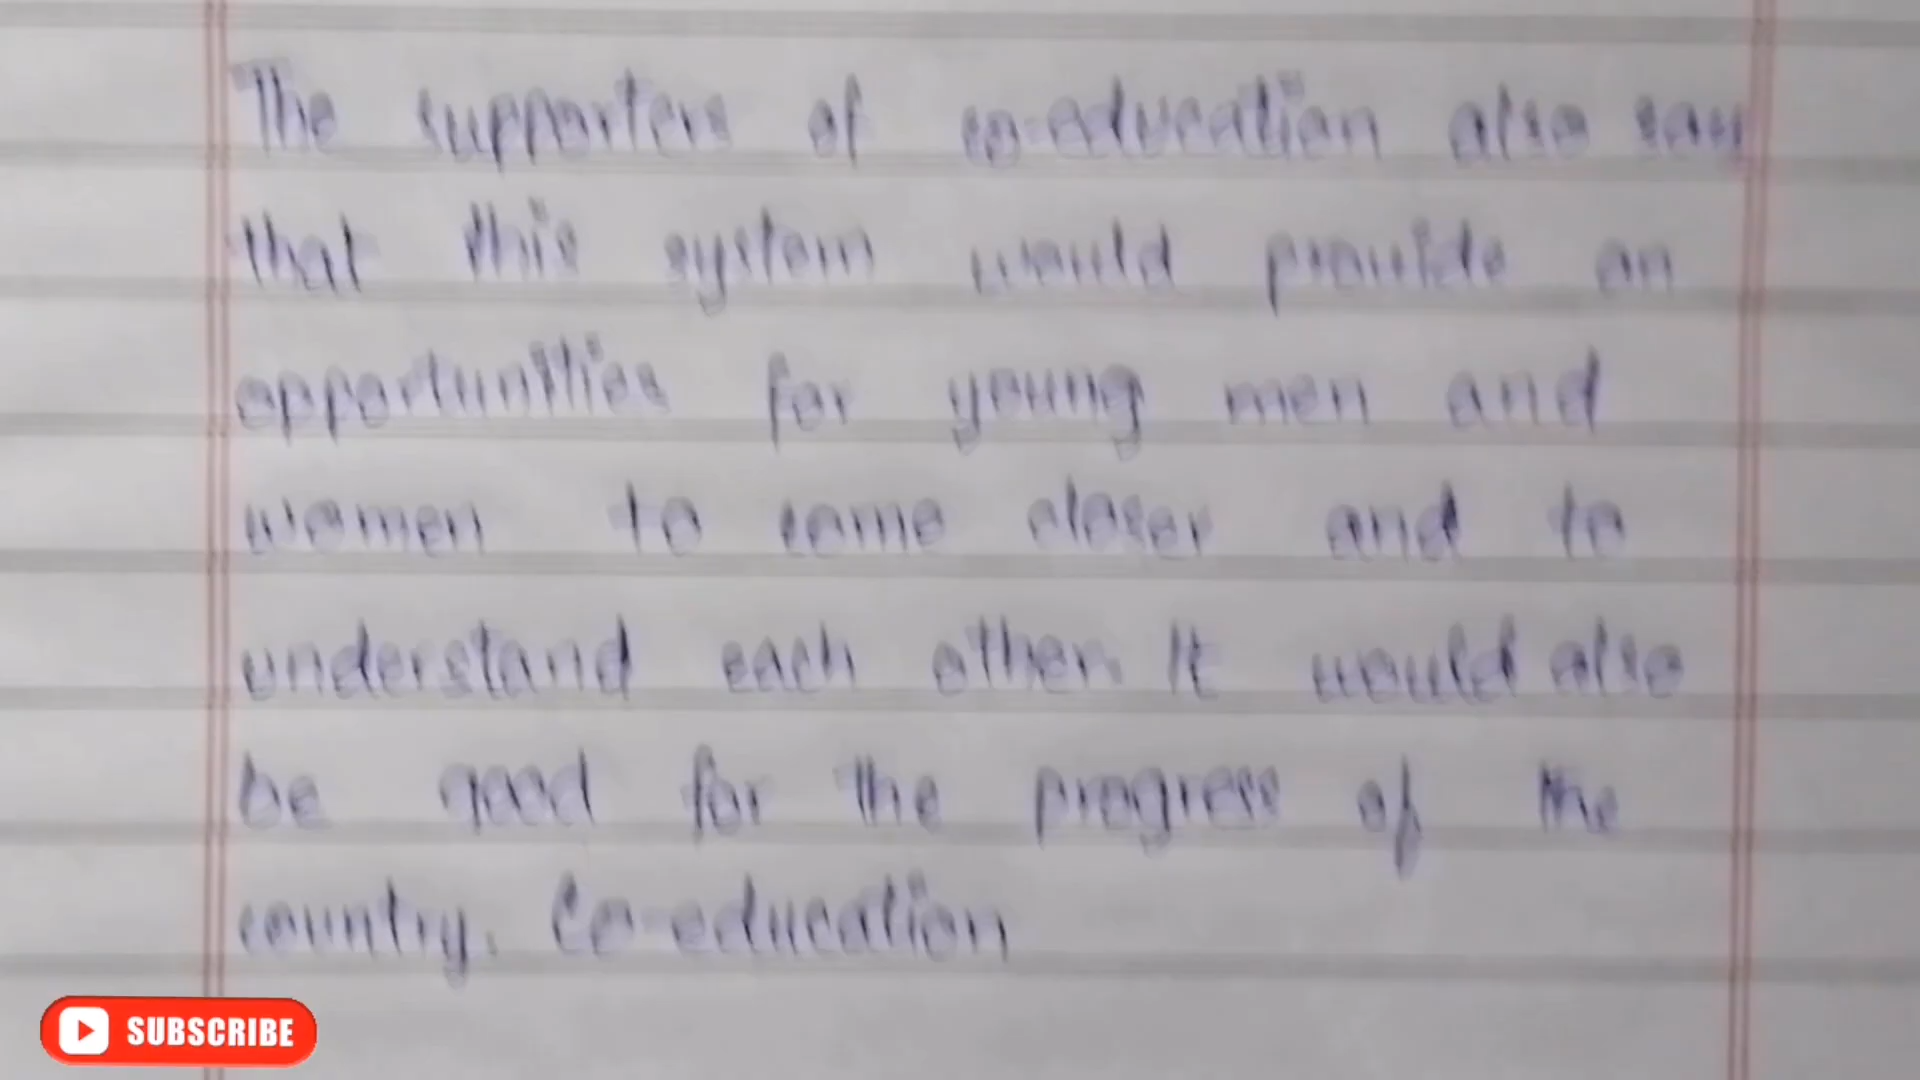 The supporters of co-education also say
that this system would provide an
opportunities for young men and
women to come closer and to
understand each other. It would also
be good for the progress of the
country. Co-education
SUBSCRIBE